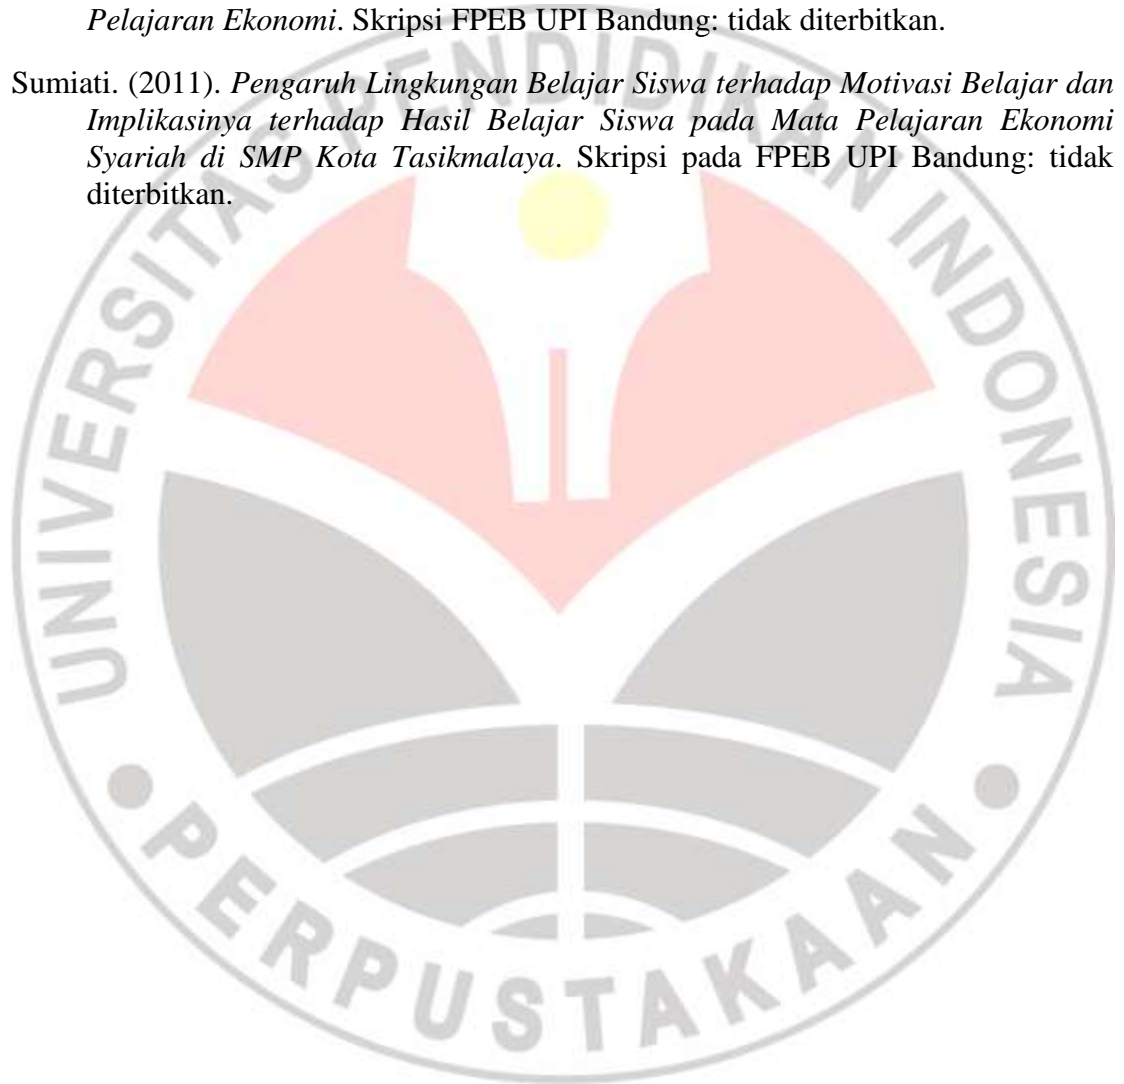 Pelajaran Ekonomi. Skripsi FPEB UPI Bandung: tidak diterbitkan.
Sumiati. (2011). Pengaruh Lingkungan Belajar Siswa terhadap Motivasi Belajar dan
Implikasinya terhadap Hasil Belajar Siswa pada Mata Pelajaran Ekonomi
Syariah di SMP Kota Tasikmalaya. Skripsi pada FPEB UPI Bandung: tidak
diterbitkan.
UNIVERSITAS PENDIDIKAN INDONESIA
PERPUSTAKAAN